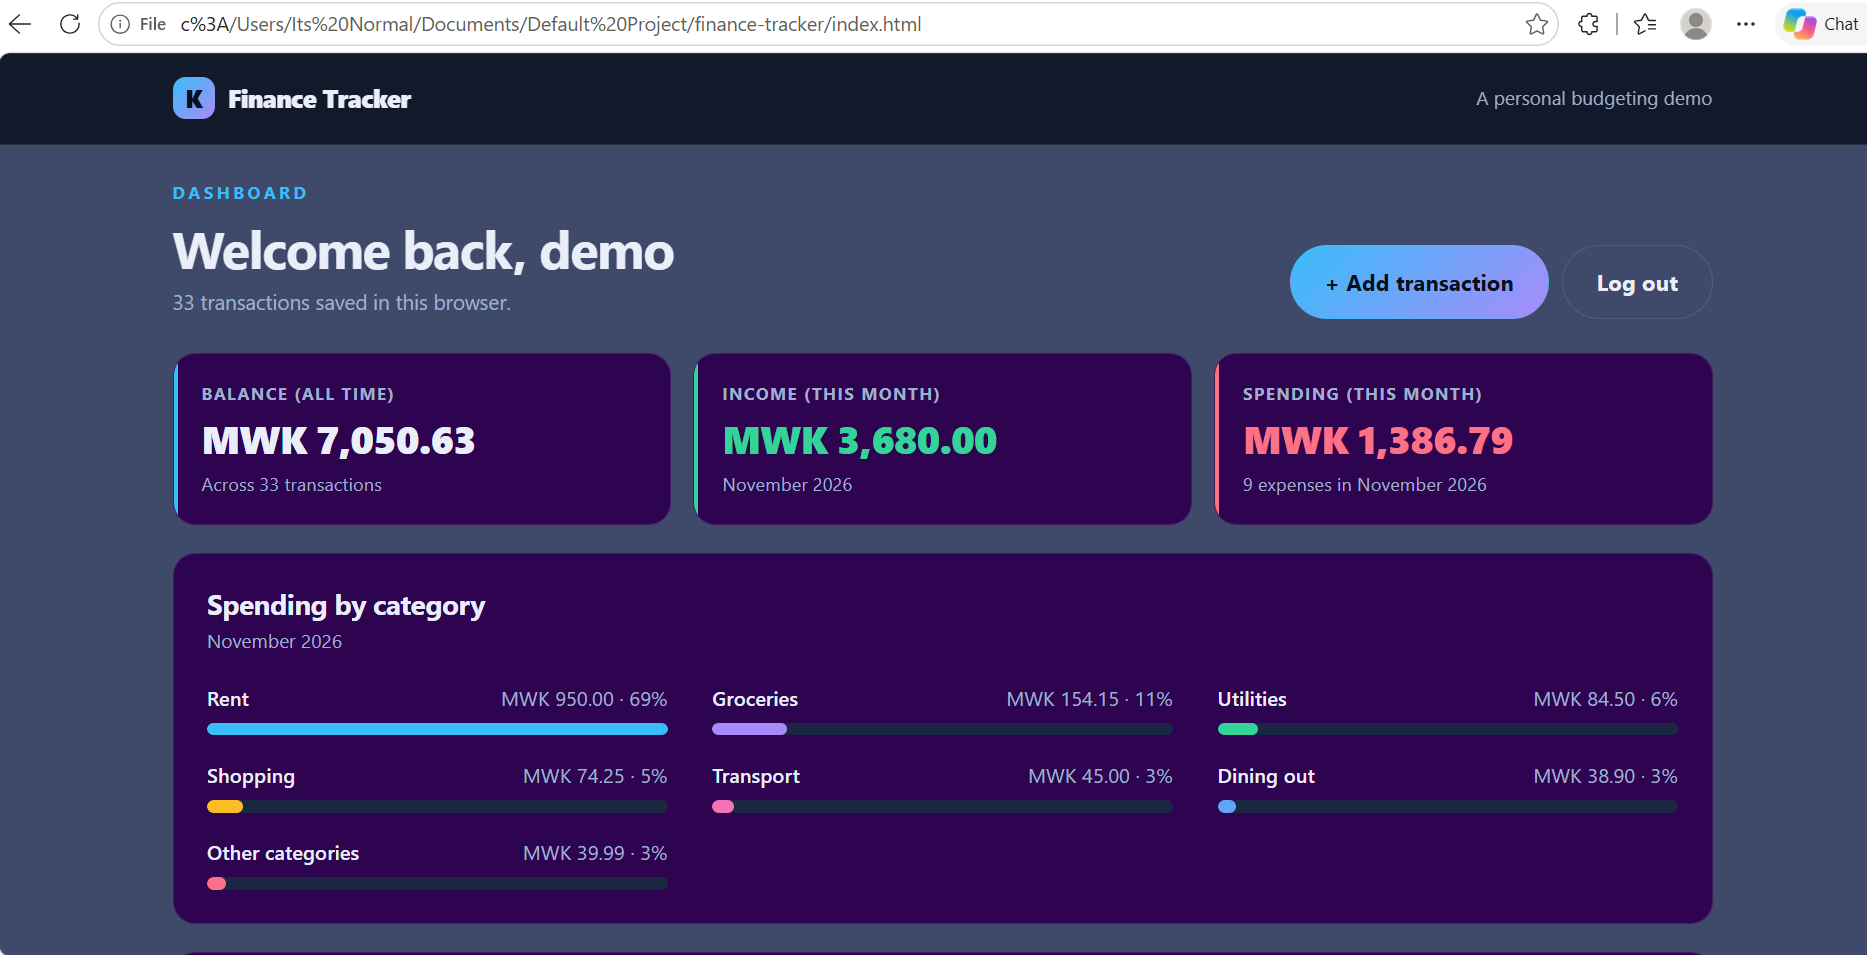 File c%3A/Users/Its%20Normal/Documents/Default%20Project/finance-tracker/index.html
Chat
K Finance Tracker
A personal budgeting demo
DASHBOARD
Welcome back, demo
33 transactions saved in this browser.
+ Add transaction
Log out
BALANCE (ALL TIME)
MWK 7,050.63
Across 33 transactions
INCOME (THIS MONTH)
MWK 3,680.00
November 2026
SPENDING (THIS MONTH)
MWK 1,386.79
9 expenses in November 2026
Spending by category
November 2026
Rent MWK 950.00 · 69%
Groceries MWK 154.15 · 11%
Utilities MWK 84.50 · 6%
Shopping MWK 74.25 · 5%
Transport MWK 45.00 · 3%
Dining out MWK 38.90 · 3%
Other categories MWK 39.99 · 3%